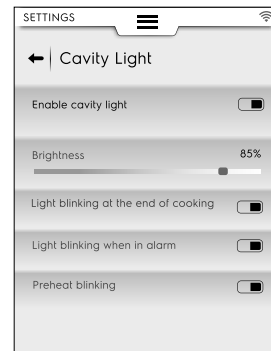 SETTINGS
Cavity Light
Enable cavity light
Brightness 85%
Light blinking at the end of cooking
Light blinking when in alarm
Preheat blinking